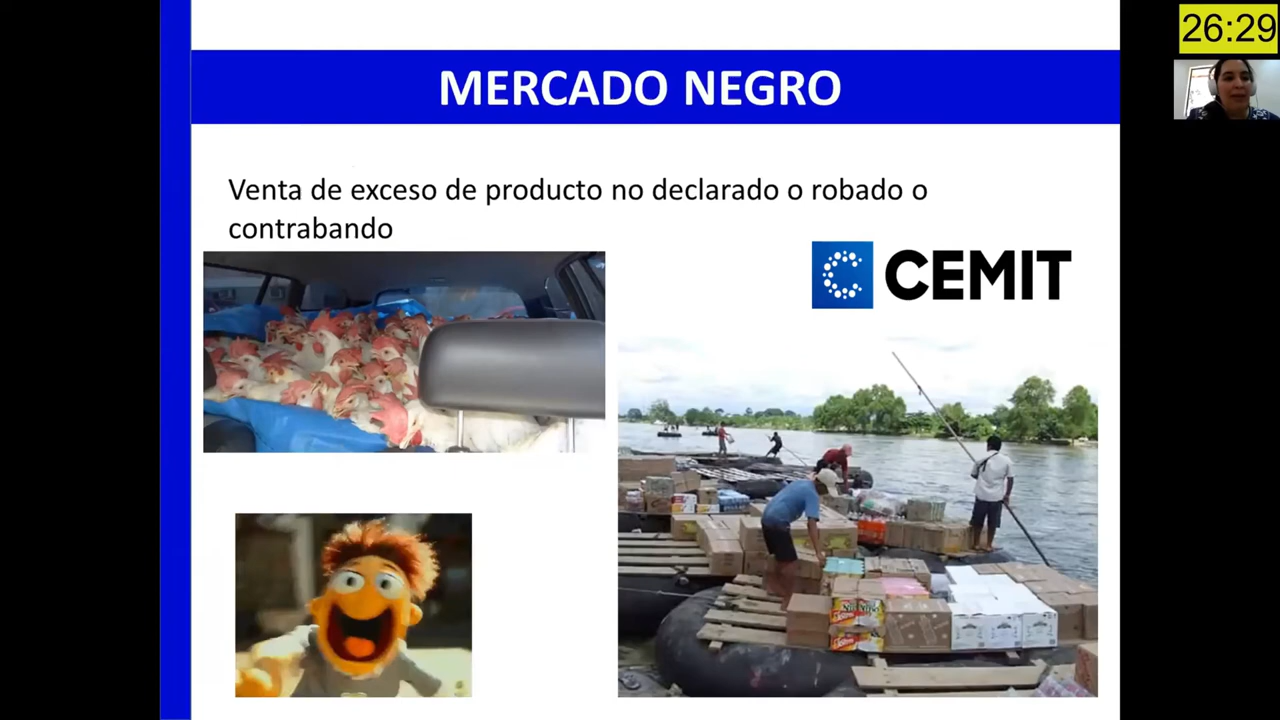 26:29
MERCADO NEGRO
Venta de exceso de producto no declarado o robado o
contrabando
CEMIT